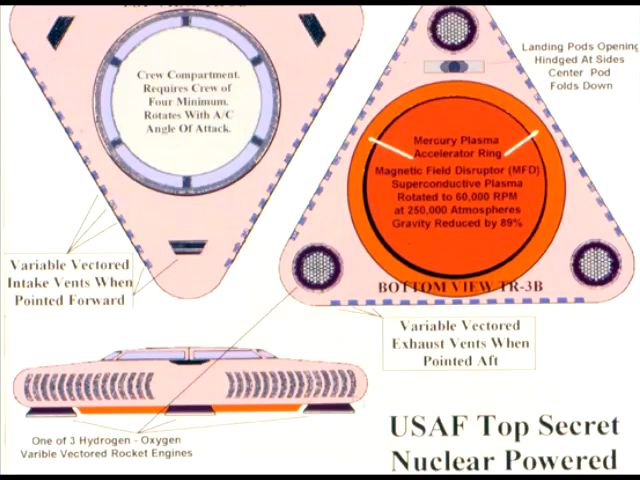 Crew Compartment.
Requires Crew of
Four Minimum.
Rotates With A/C
Angle Of Attack.
Landing Pods Opening
Hinged At Sides
Center Pod
Folds Down
Mercury Plasma
Accelerator Ring
Magnetic Field Disruptor (MFD)
Superconductive Plasma
Rotated to 60,000 RPM
at 250,000 Atmospheres
Gravity Reduced by 89%
BOTTOM VIEW TR-3B
Variable Vectored
Intake Vents When
Pointed Forward
Variable Vectored
Exhaust Vents When
Pointed Aft
One of 3 Hydrogen - Oxygen
Varible Vectored Rocket Engines
USAF Top Secret
Nuclear Powered